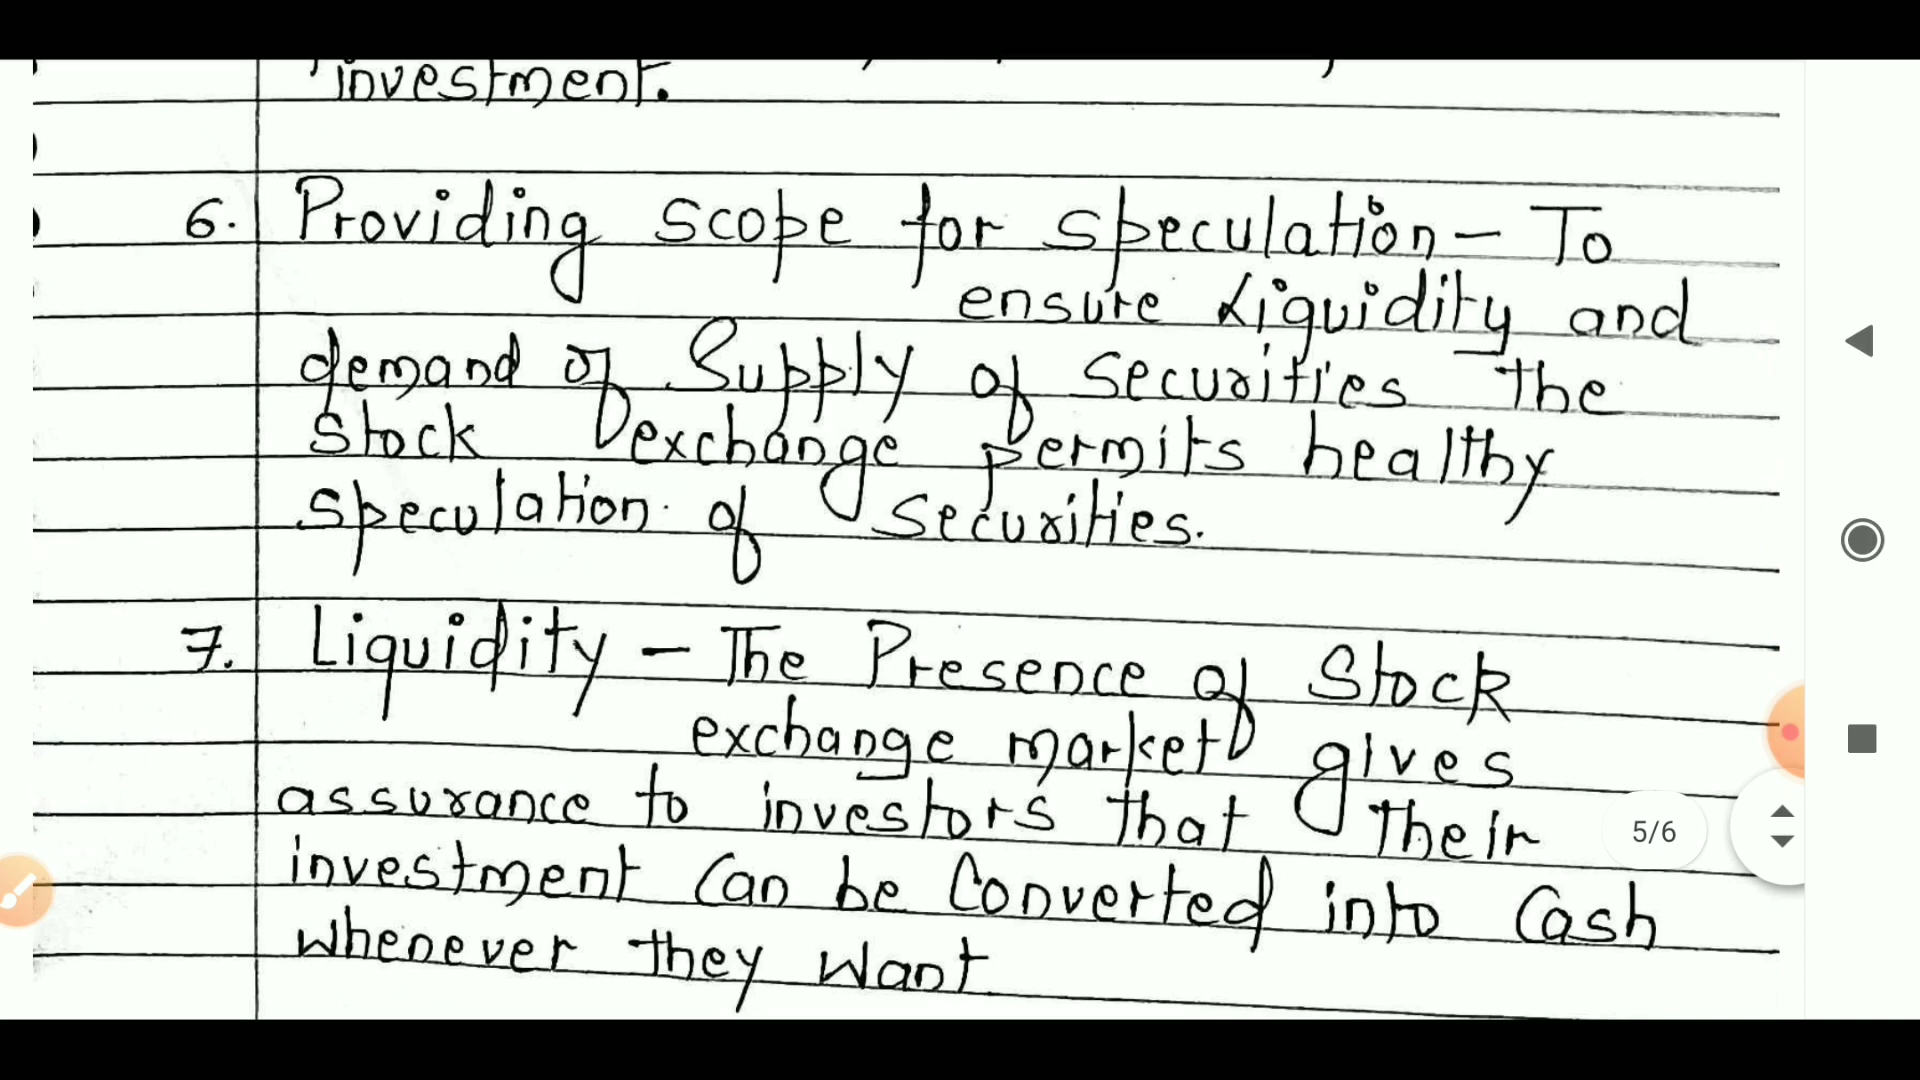 investment.
6. Providing scope for speculation - To
ensure Liquidity and
demand of Supply of securities the
stock exchange permits healthy
speculation of securities.
7. Liquidity - The Presence of Stock
exchange market gives
assurance to investors that their
5/6
investment Can be Converted into Cash
whenever they want